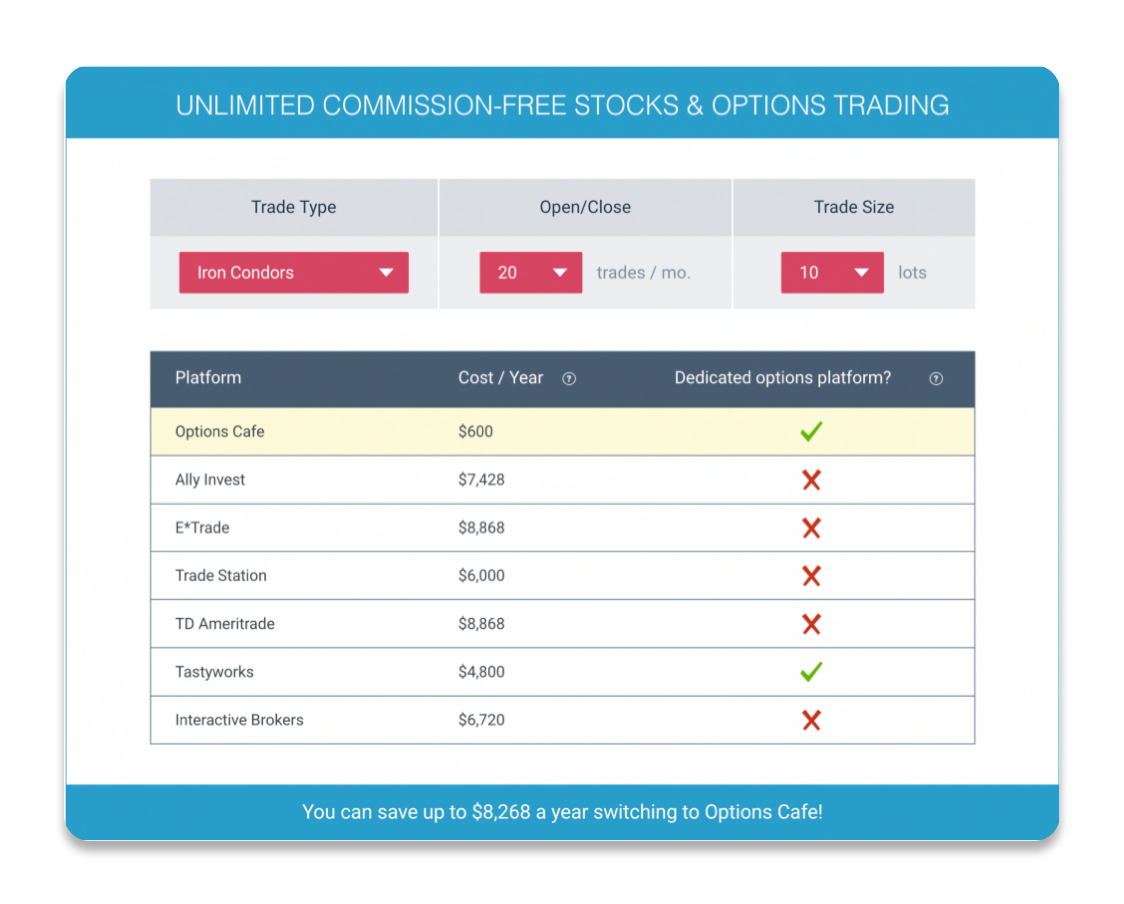 UNLIMITED COMMISSION-FREE STOCKS & OPTIONS TRADING
Trade Type Open/Close Trade Size
Iron Condors 20 trades / mo. 10 lots
Platform Cost / Year ? Dedicated options platform? ?
Options Cafe $600
Ally Invest $7,428
E*Trade $8,868
Trade Station $6,000
TD Ameritrade $8,868
Tastyworks $4,800
Interactive Brokers $6,720
You can save up to $8,268 a year switching to Options Cafe!